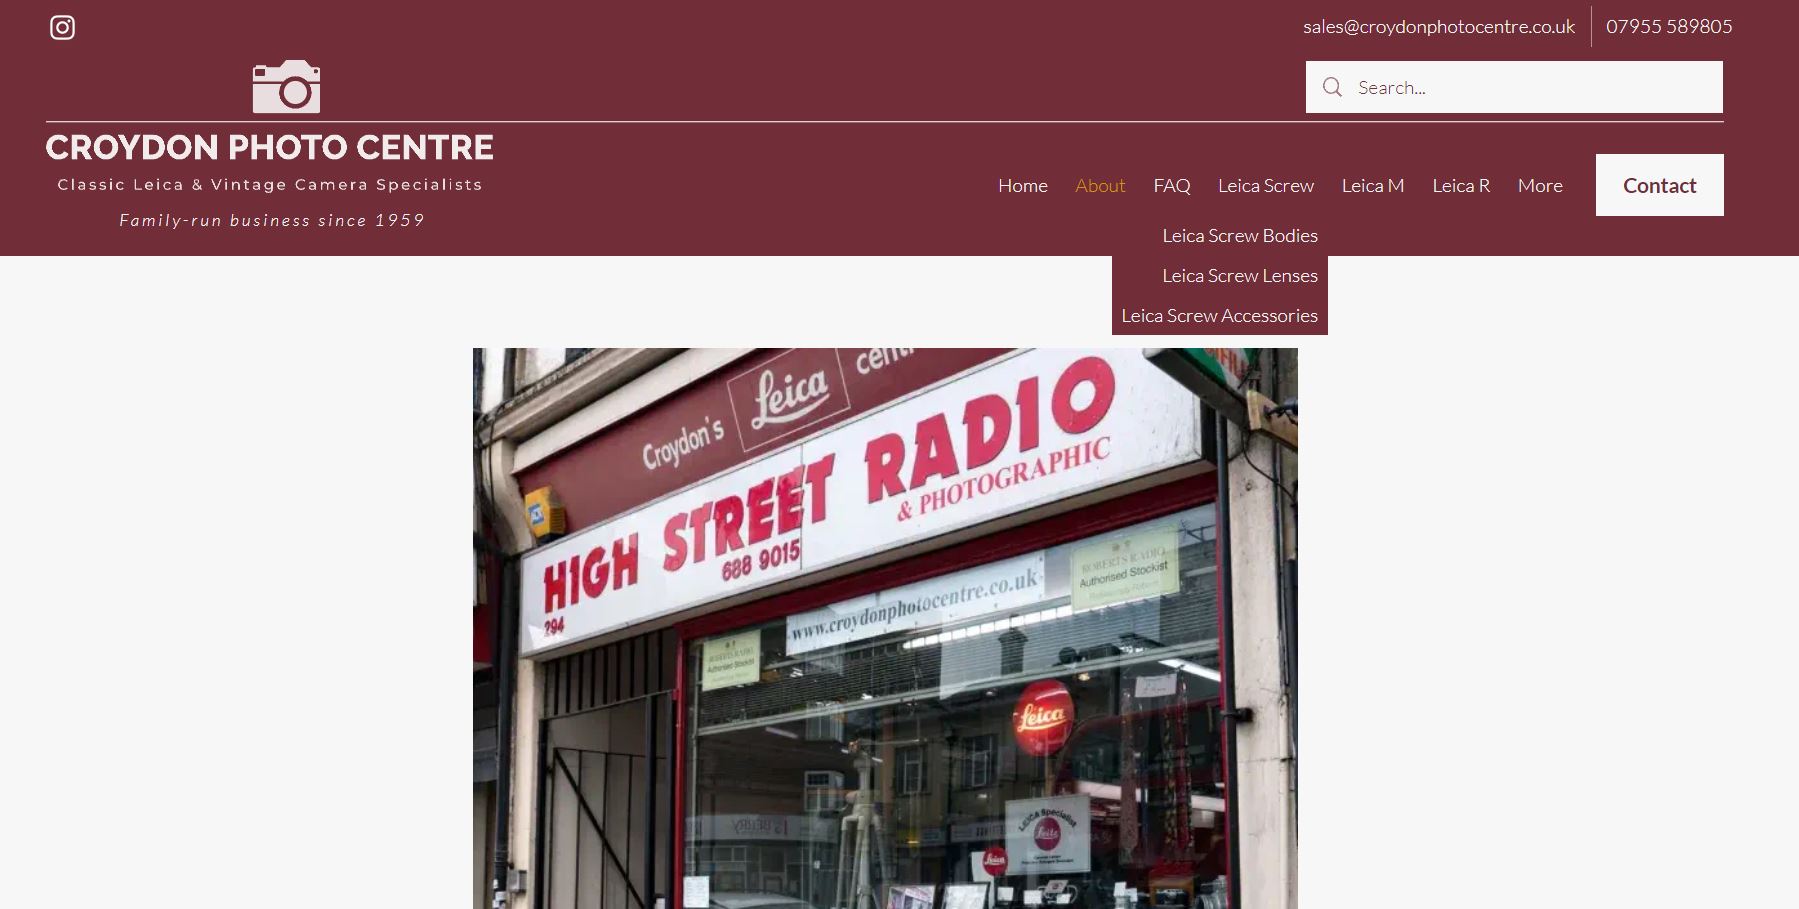 sales@croydonphotocentre.co.uk
07955 589805
Search...
CROYDON PHOTO CENTRE
Classic Leica & Vintage Camera Specialists
Family-run business since 1959
Home About FAQ Leica Screw Leica M Leica R More Contact
Leica Screw Bodies
Leica Screw Lenses
Leica Screw Accessories
Croydon's Leica
HIGH STREET RADIO
& PHOTOGRAPHIC
688 9015
294
www.croydonphotocentre.co.uk
ROBERTS RADIO
Authorised Stockist
ROBERTS RADIO
Authorised Stockist
Leica
LEICA Specialist
Leitz
Leica